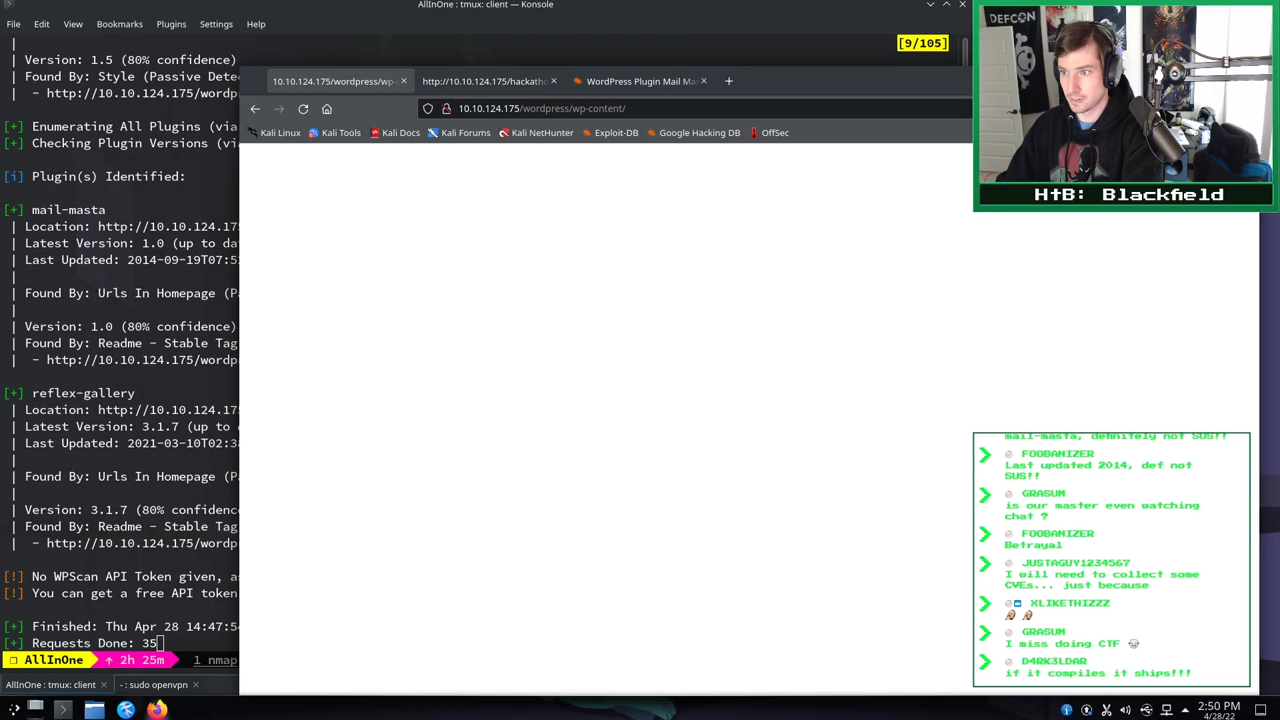 AllInOne : tmux: client — Konsole
File Edit View Bookmarks Plugins Settings Help
[9/105]
|
| Version: 1.5 (80% confidence)
| Found By: Style (Passive Dete
| - http://10.10.124.175/wordp
[+] Enumerating All Plugins (via
[+] Checking Plugin Versions (via
[i] Plugin(s) Identified:
[+] mail-masta
| Location: http://10.10.124.17
| Latest Version: 1.0 (up to da
| Last Updated: 2014-09-19T07:5
|
| Found By: Urls In Homepage (P
|
| Version: 1.0 (80% confidence)
| Found By: Readme - Stable Tag
| - http://10.10.124.175/wordp
[+] reflex-gallery
| Location: http://10.10.124.17
| Latest Version: 3.1.7 (up to
| Last Updated: 2021-03-10T02:3
|
| Found By: Urls In Homepage (P
|
| Version: 3.1.7 (80% confidenc
| Found By: Readme - Stable Tag
| - http://10.10.124.175/wordp
[!] No WPScan API Token given, a
[!] You can get a free API token
[+] Finished: Thu Apr 28 14:47:5
[+] Requests Done: 35
AllInOne ↑ 2h 25m 1 nmap
AllInOne : tmux: client × - : sudo openvpn ×
10.10.124.175/wordpress/wp- × http://10.10.124.175/wordp × WordPress Plugin Mail Ma × +
10.10.124.175/wordpress/wp-content/
Kali Linux Kali Tools Kali Docs Kali Forums Kali NetHunter Exploit-DB Google Hacking DB OffSec
DEFCON
HtB: Blackfield
mail-masta, definitely not SUS!!
FOOBANIZER
Last updated 2014, def not
SUS!!
GRASUM
is our master even watching
chat ?
FOOBANIZER
Betrayal
JUSTAGUY1234567
I will need to collect some
CVEs... just because
XLIKETHIZZZ
GRASUM
I miss doing CTF
D4RK3LDAR
if it compiles it ships!!!
2:50 PM
4/28/22